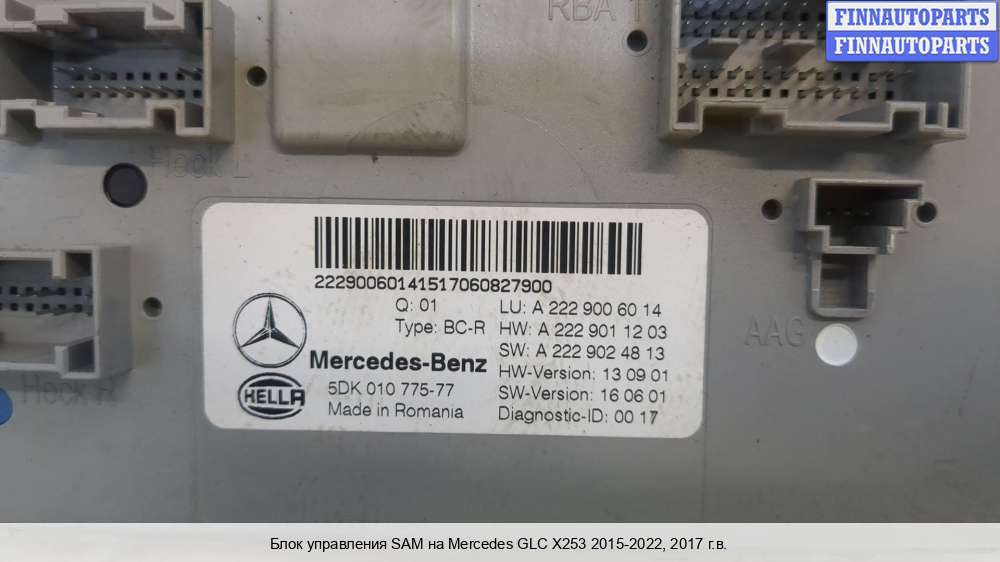 RBA 1
FINNAUTOPARTS
FINNAUTOPARTS
Heck L
2229006014151706082​7900
Q: 01
Type: BC-R
LU: A 222 900 60 14
HW: A 222 901 12 03
SW: A 222 902 48 13
HW-Version: 13 09 01
SW-Version: 16 06 01
Diagnostic-ID: 00 17
Mercedes-Benz
HELLA
5DK 010 775-77
Made in Romania
AAG
Heck R
Блок управления SAM на Mercedes GLC X253 2015-2022, 2017 г.в.